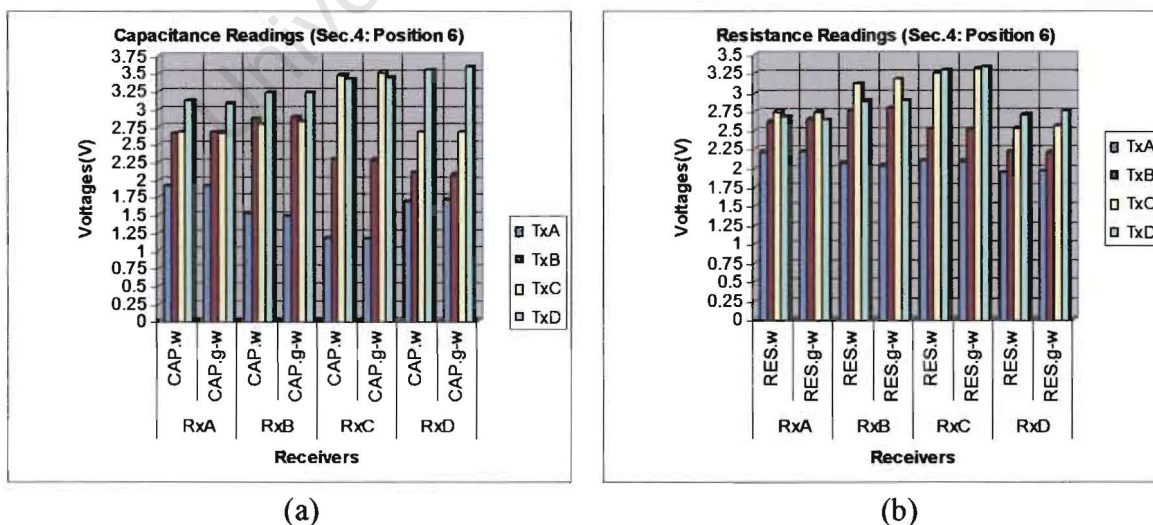 Capacitance Readings (Sec.4: Position 6)
Voltages(V)
3.75
3.5
3.25
3
2.75
2.5
2.25
2
1.75
1.5
1.25
1
0.75
0.5
0.25
0
CAP.w
CAP.g-w
CAP.w
CAP.g-w
CAP.w
CAP.g-w
CAP.w
CAP.g-w
RxA
RxB
RxC
RxD
Receivers
TxA
TxB
TxC
TxD
(a)
Resistance Readings (Sec.4: Position 6)
Voltages(V)
3.5
3.25
3
2.75
2.5
2.25
2
1.75
1.5
1.25
1
0.75
0.5
0.25
0
RES.w
RES.g-w
RES.w
RES.g-w
RES.w
RES.g-w
RES.w
RES.g-w
RxA
RxB
RxC
RxD
Receivers
TxA
TxB
TxC
TxD
(b)